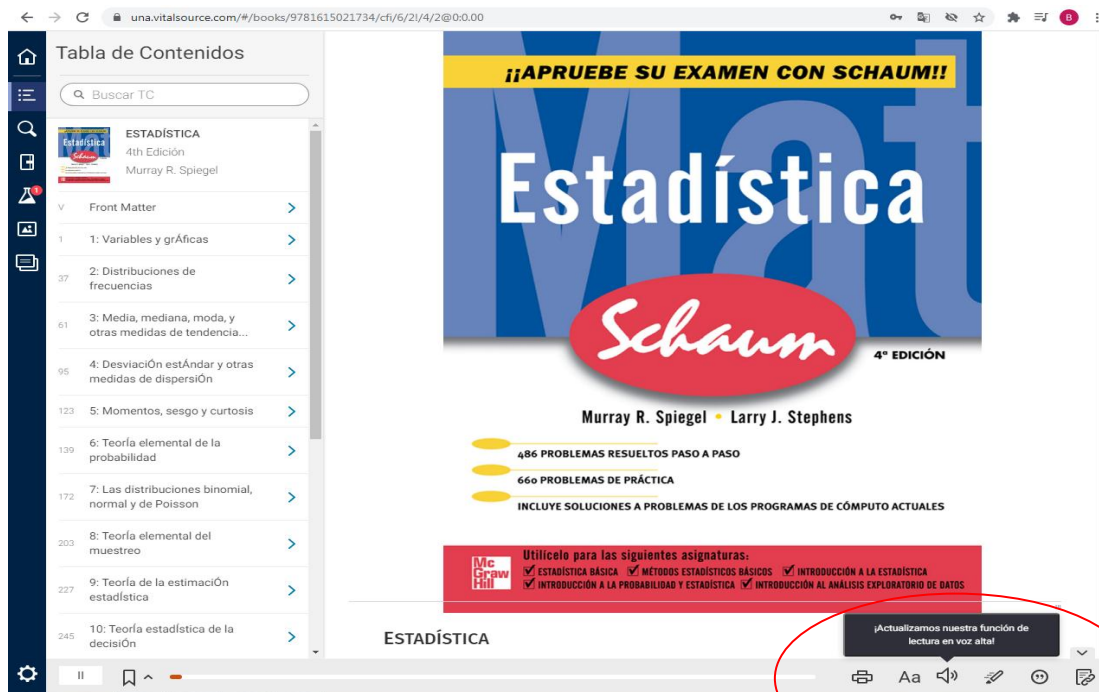 una.vitalsource.com/#/books/9781615021734/cfi/6/2!/4/2@0:0.00
B
Tabla de Contenidos
Buscar TC
Estadística
Schaum
ESTADÍSTICA
4th Edición
Murray R. Spiegel
V Front Matter
1 1: Variables y grÁficas
37 2: Distribuciones de
frecuencias
61 3: Media, mediana, moda, y
otras medidas de tendencia...
95 4: DesviaciÓn estÁndar y otras
medidas de dispersiÓn
123 5: Momentos, sesgo y curtosis
139 6: TeorÍa elemental de la
probabilidad
172 7: Las distribuciones binomial,
normal y de Poisson
203 8: TeorÍa elemental del
muestreo
227 9: TeorÍa de la estimaciÓn
estadÍstica
245 10: TeorÍa estadÍstica de la
decisiÓn
1
¡¡APRUEBE SU EXAMEN CON SCHAUM!!
Mat
Estadística
Schaum
4ª EDICIÓN
Murray R. Spiegel • Larry J. Stephens
486 PROBLEMAS RESUELTOS PASO A PASO
660 PROBLEMAS DE PRÁCTICA
INCLUYE SOLUCIONES A PROBLEMAS DE LOS PROGRAMAS DE CÓMPUTO ACTUALES
Mc
Graw
Hill
Utilícelo para las siguientes asignaturas:
ESTADÍSTICA BÁSICA MÉTODOS ESTADÍSTICOS BÁSICOS INTRODUCCIÓN A LA ESTADÍSTICA
INTRODUCCIÓN A LA PROBABILIDAD Y ESTADÍSTICA INTRODUCCIÓN AL ANÁLISIS EXPLORATORIO DE DATOS
ESTADÍSTICA
¡Actualizamos nuestra función de
lectura en voz alta!
II
Aa